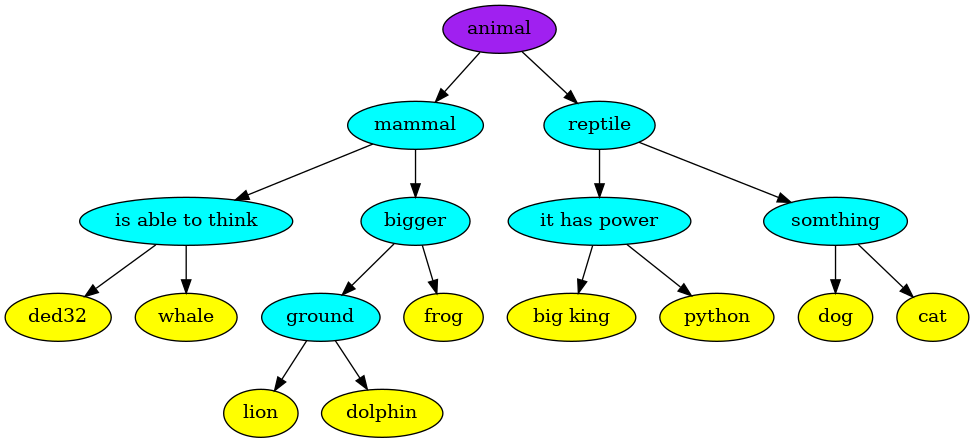 animal
mammal
reptile
is able to think
bigger
it has power
somthing
ded32
whale
ground
frog
big king
python
dog
cat
lion
dolphin